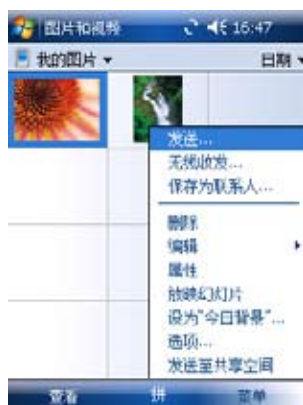 图片和视频 16:47
我的图片 日期
发送...
无线收发...
保存为联系人...
删除
编辑
属性
放映幻灯片
设为"今日背景"...
选项...
发送至共享空间
查看 拼 菜单